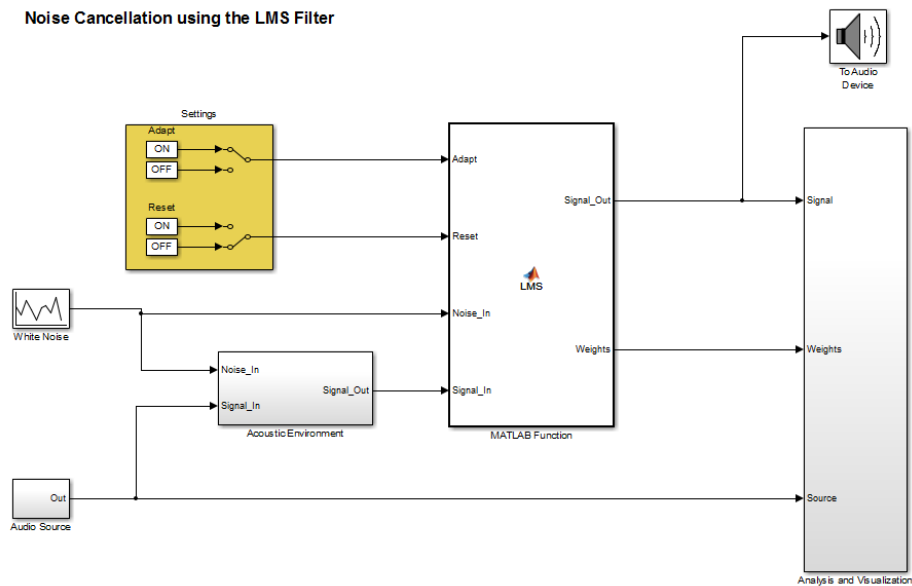 Noise Cancellation using the LMS Filter
To Audio
Device
Settings
Adapt
ON
OFF
Reset
ON
OFF
Adapt
Reset
Noise_In
Signal_In
Signal_Out
Weights
LMS
MATLAB Function
Signal
Weights
Source
Analysis and Visualization
White Noise
Noise_In
Signal_In
Signal_Out
Acoustic Environment
Out
Audio Source